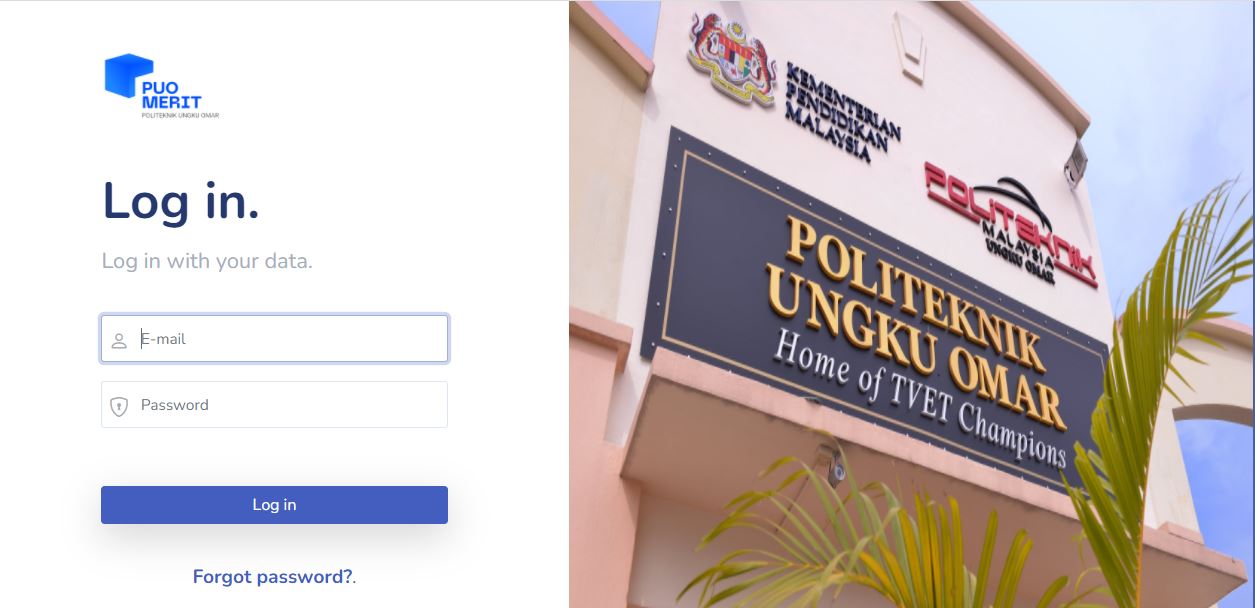 PUO
MERIT
POLITEKNIK UNGKU OMAR
Log in.
Log in with your data.
E-mail
Password
Log in
Forgot password?.
KEMENTERIAN
PENDIDIKAN
MALAYSIA
POLITEKNIK
MALAYSIA
UNGKU OMAR
POLITEKNIK
UNGKU OMAR
Home of TVET Champions